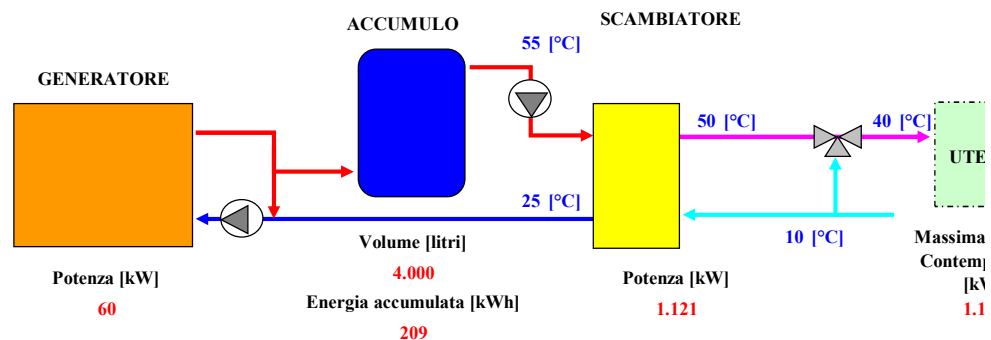 ACCUMULO
SCAMBIATORE
GENERATORE
55 [°C]
50 [°C]
40 [°C]
25 [°C]
10 [°C]
Volume [litri]
4.000
Energia accumulata [kWh]
209
Potenza [kW]
60
Potenza [kW]
1.121
Massima